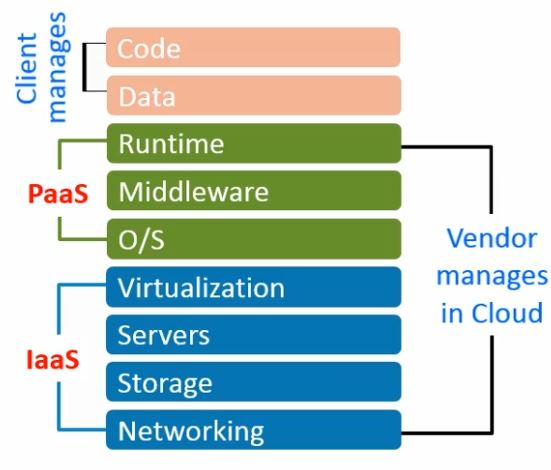 Client
manages
Code
Data
Runtime
PaaS
Middleware
O/S
Virtualization
Servers
IaaS
Storage
Networking
Vendor
manages
in Cloud